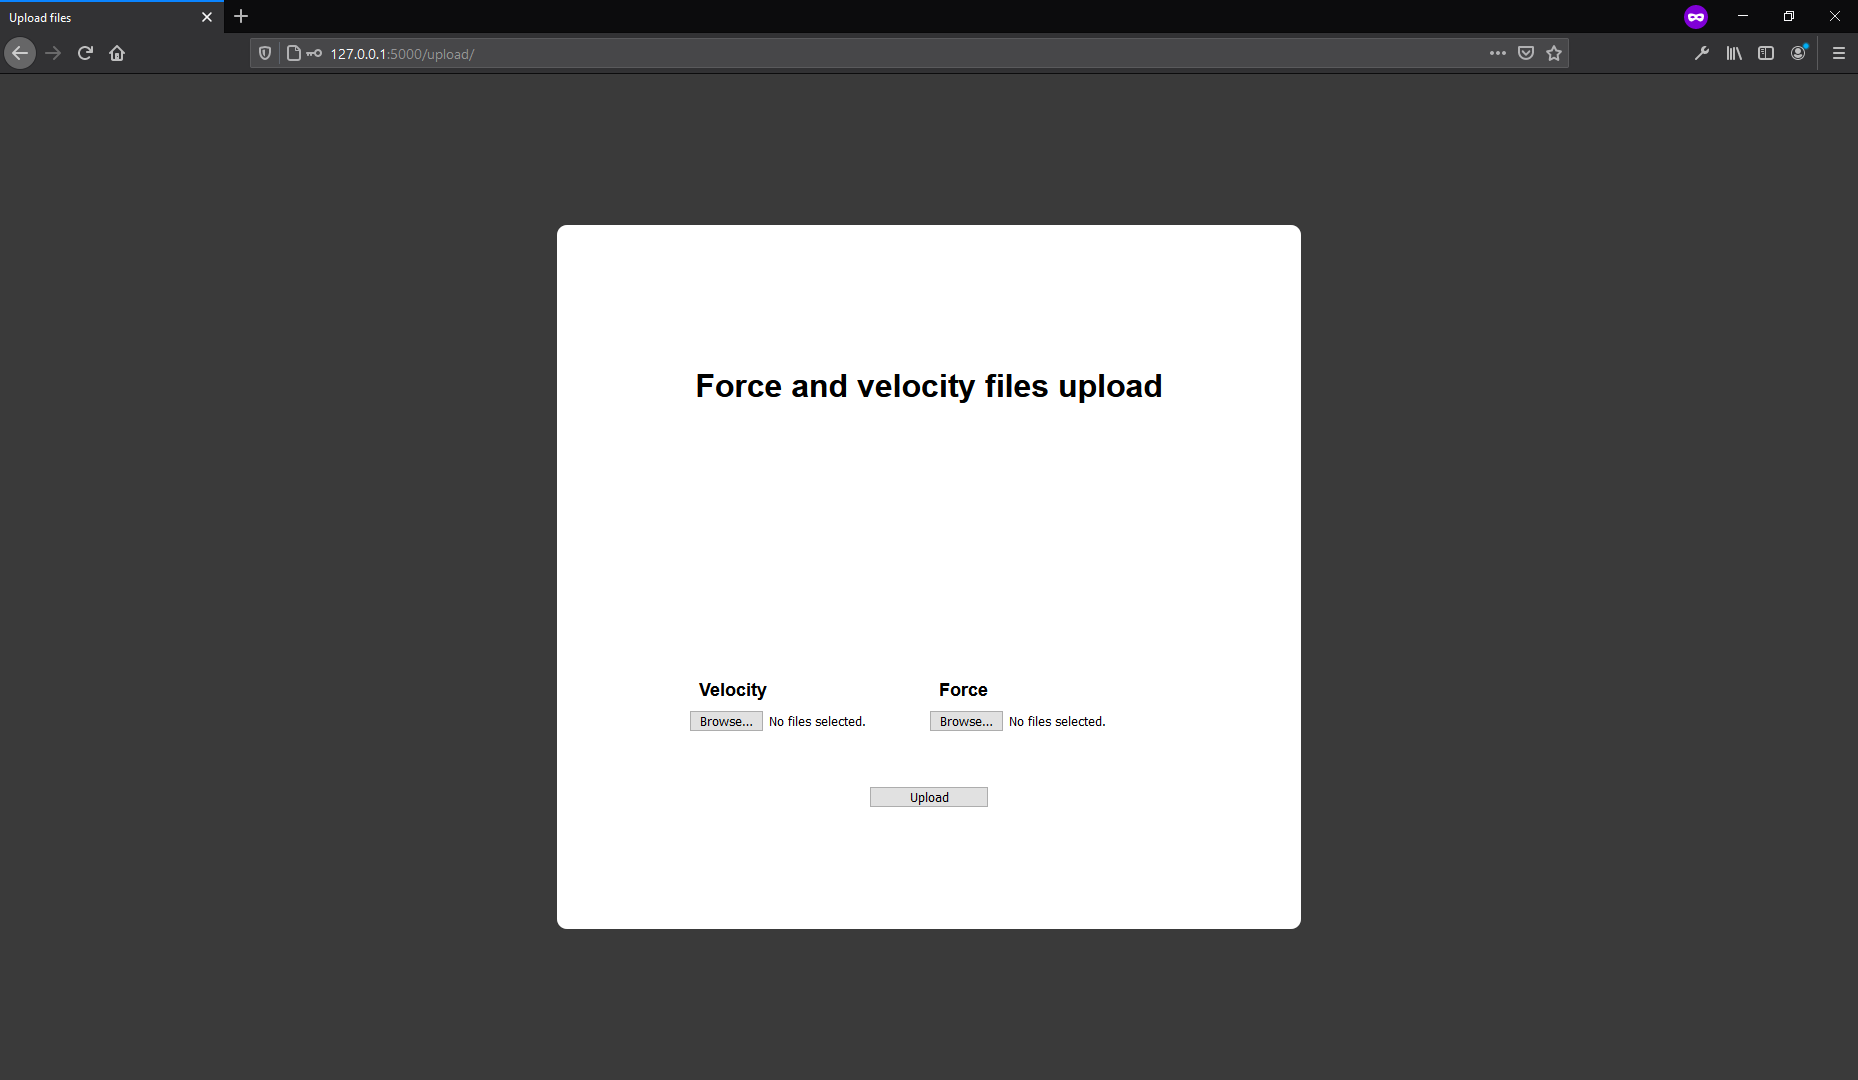 Upload files
127.0.0.1:5000/upload/
Force and velocity files upload
Velocity Force
Browse... No files selected. Browse... No files selected.
Upload